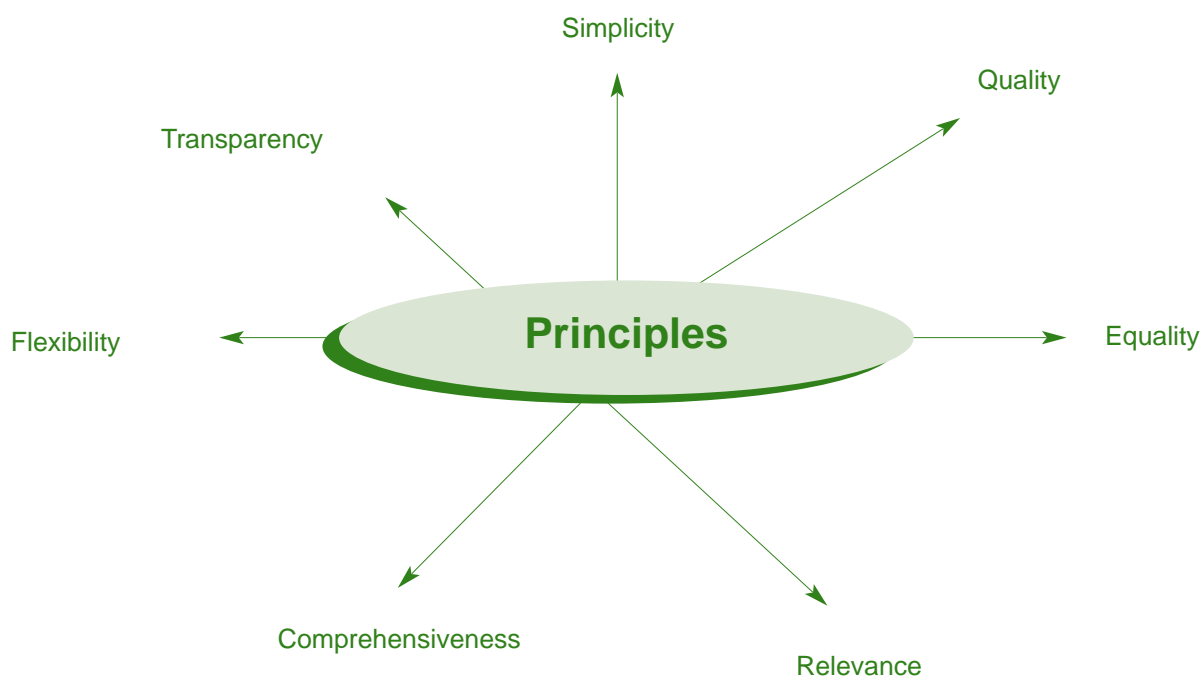 Simplicity
Quality
Transparency
Principles
Flexibility
Equality
Comprehensiveness
Relevance